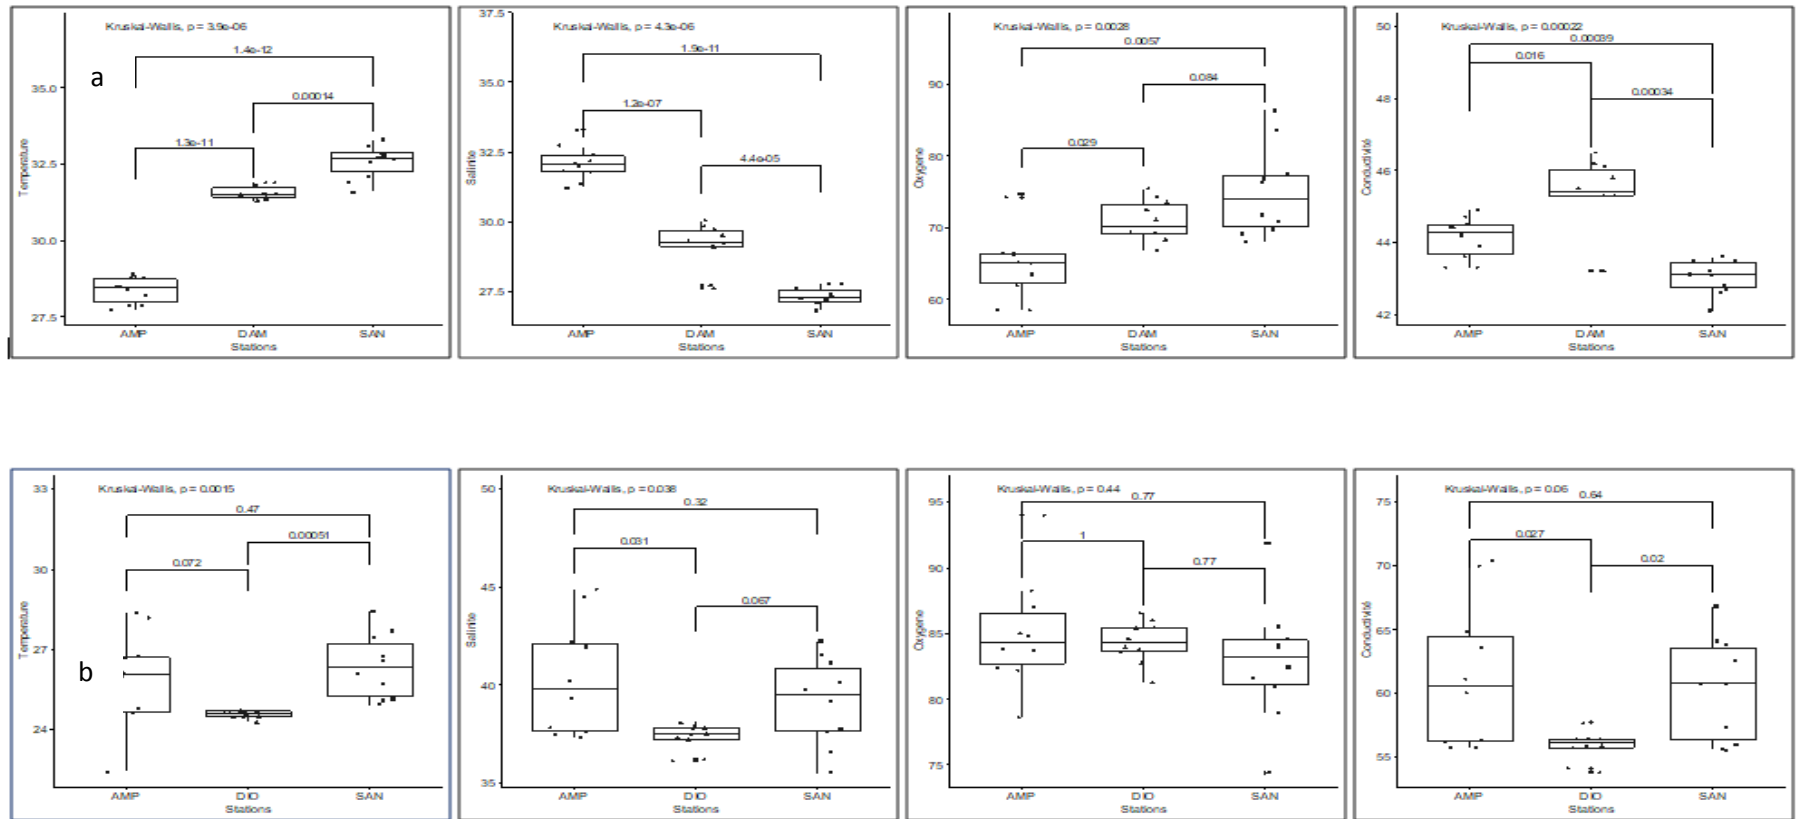 a
Kruskal-Wallis, p = 3.9e-06
1.4e-12
0.00014
1.3e-11
35.0
32.5
30.0
27.5
Temperature
AMP DAM SAN
Stations
Kruskal-Wallis, p = 4.3e-06
1.9e-11
1.2e-07
4.4e-05
37.5
35.0
32.5
30.0
27.5
Salinite
AMP DAM SAN
Stations
Kruskal-Wallis, p = 0.0028
0.0057
0.084
0.029
90
80
70
60
Oxygene
AMP DAM SAN
Stations
Kruskal-Wallis, p = 0.00022
0.00039
0.016
0.00034
50
48
46
44
42
Conductivité
AMP DAM SAN
Stations
b
Kruskal-Wallis, p = 0.0015
0.47
0.00051
0.072
33
30
27
24
Temperature
AMP DIO SAN
Stations
Kruskal-Wallis, p = 0.038
0.32
0.031
0.067
50
45
40
35
Salinite
AMP DIO SAN
Stations
Kruskal-Wallis, p = 0.44
0.77
1
0.77
95
90
85
80
75
Oxygene
AMP DIO SAN
Stations
Kruskal-Wallis, p = 0.06
0.64
0.027
0.02
75
70
65
60
55
Conductivité
AMP DIO SAN
Stations